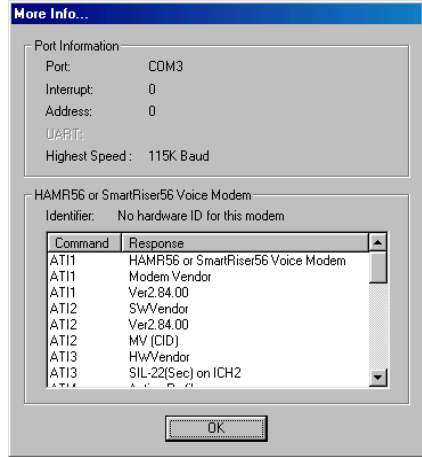 More Info...
Port Information
Port: COM3
Interrupt: 0
Address: 0
UART:
Highest Speed : 115K Baud
HAMR56 or SmartRiser56 Voice Modem
Identifier: No hardware ID for this modem
Command Response
ATI1 HAMR56 or SmartRiser56 Voice Modem
ATI1 Modem Vendor
ATI1 Ver2.84.00
ATI2 SWVendor
ATI2 Ver2.84.00
ATI2 MV (CID)
ATI3 HWVendor
ATI3 SIL-22(Sec) on ICH2
OK